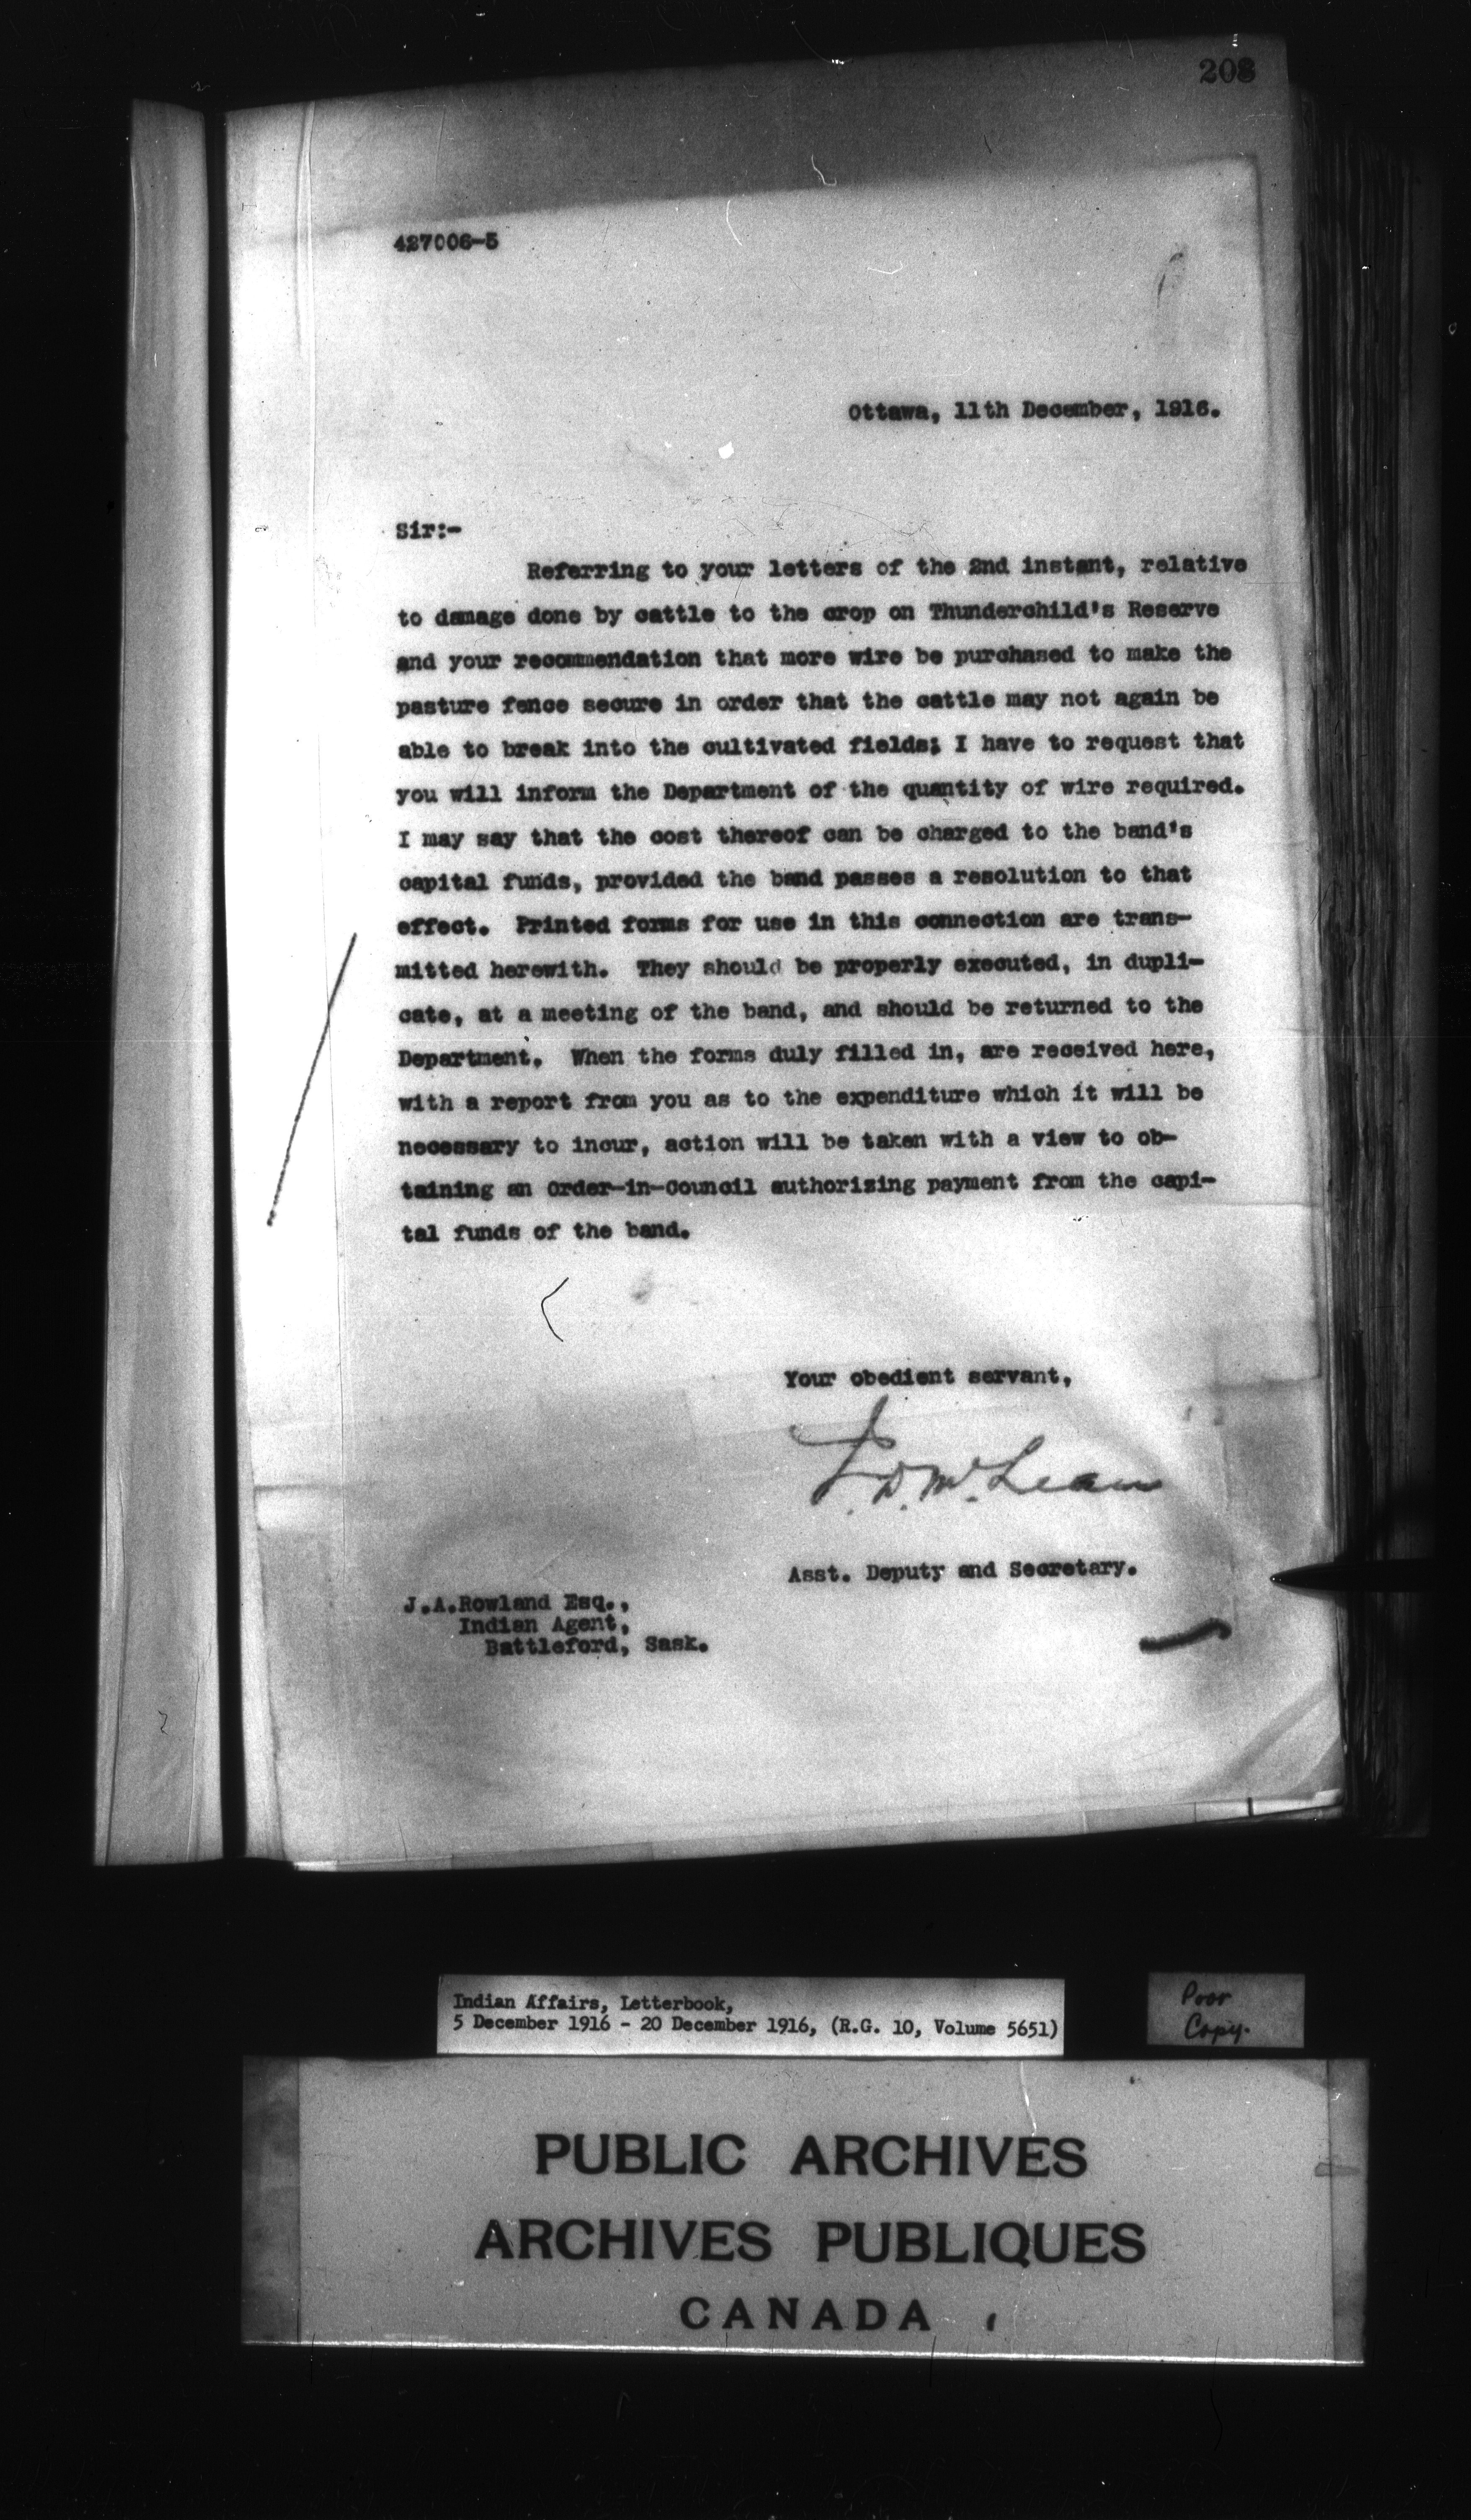 208
427006-5
Ottawa, 11th December, 1916.
Sir:-
Referring to your letters of the 2nd instant, relative
to damage done by cattle to the crop on Thunderchild's Reserve
and your recommendation that more wire be purchased to make the
pasture fence secure in order that the cattle may not again be
able to break into the cultivated fields; I have to request that
you will inform the Department of the quantity of wire required.
I may say that the cost thereof can be charged to the band's
capital funds, provided the band passes a resolution to that
effect. Printed forms for use in this connection are trans-
mitted herewith. They should be properly executed, in dupli-
cate, at a meeting of the band, and should be returned to the
Department. When the forms duly filled in, are received here,
with a report from you as to the expenditure which it will be
necessary to incur, action will be taken with a view to ob-
taining an Order-in-Council authorizing payment from the capi-
tal funds of the band.
Your obedient servant,
J. D. McLean
Asst. Deputy and Secretary.
J.A.Rowland Esq.,
Indian Agent,
Battleford, Sask.
Indian Affairs, Letterbook,
5 December 1916 - 20 December 1916, (R.G. 10, Volume 5651)
Poor
Copy.
PUBLIC ARCHIVES
ARCHIVES PUBLIQUES
CANADA